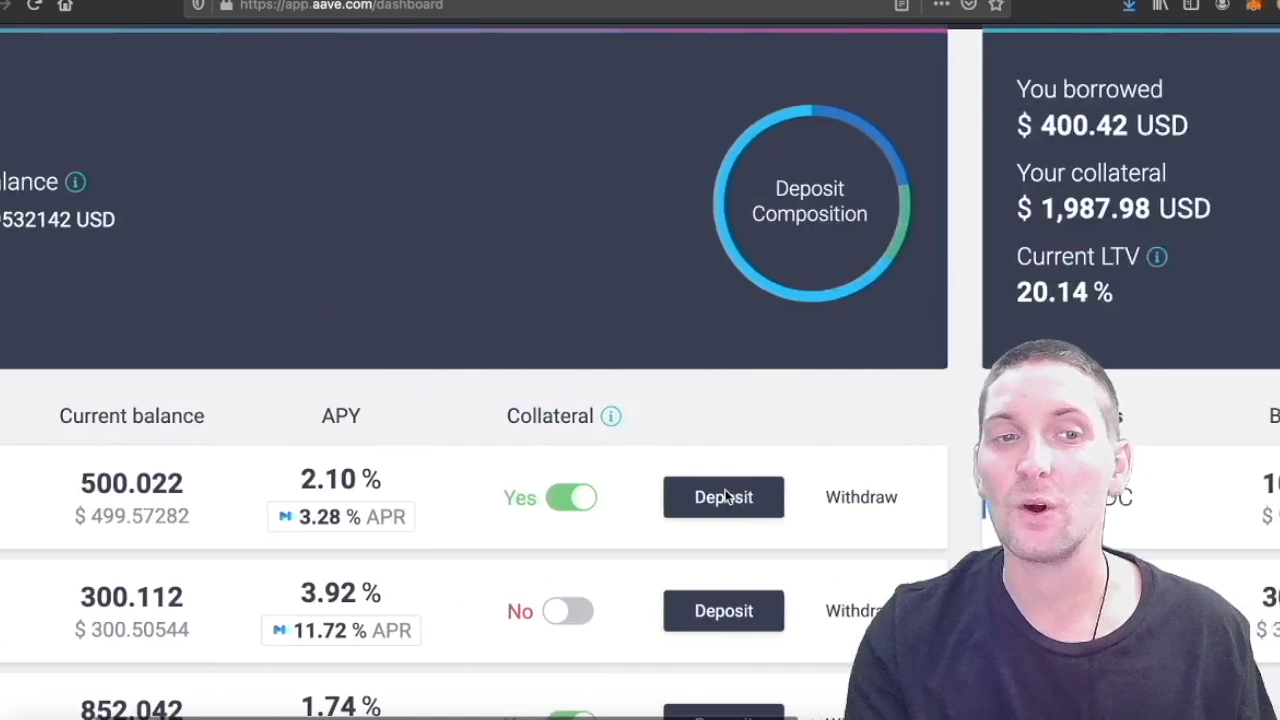 https://app.aave.com/dashboard
You borrowed
$ 400.42 USD
Your collateral
$ 1,987.98 USD
Current LTV
20.14 %
Deposit
Composition
532142 USD
Current balance
APY
Collateral
500.022
$ 499.57282
2.10 %
3.28 % APR
Yes
Deposit
Withdraw
300.112
$ 300.50544
3.92 %
11.72 % APR
No
Deposit
852.042
1.74 %